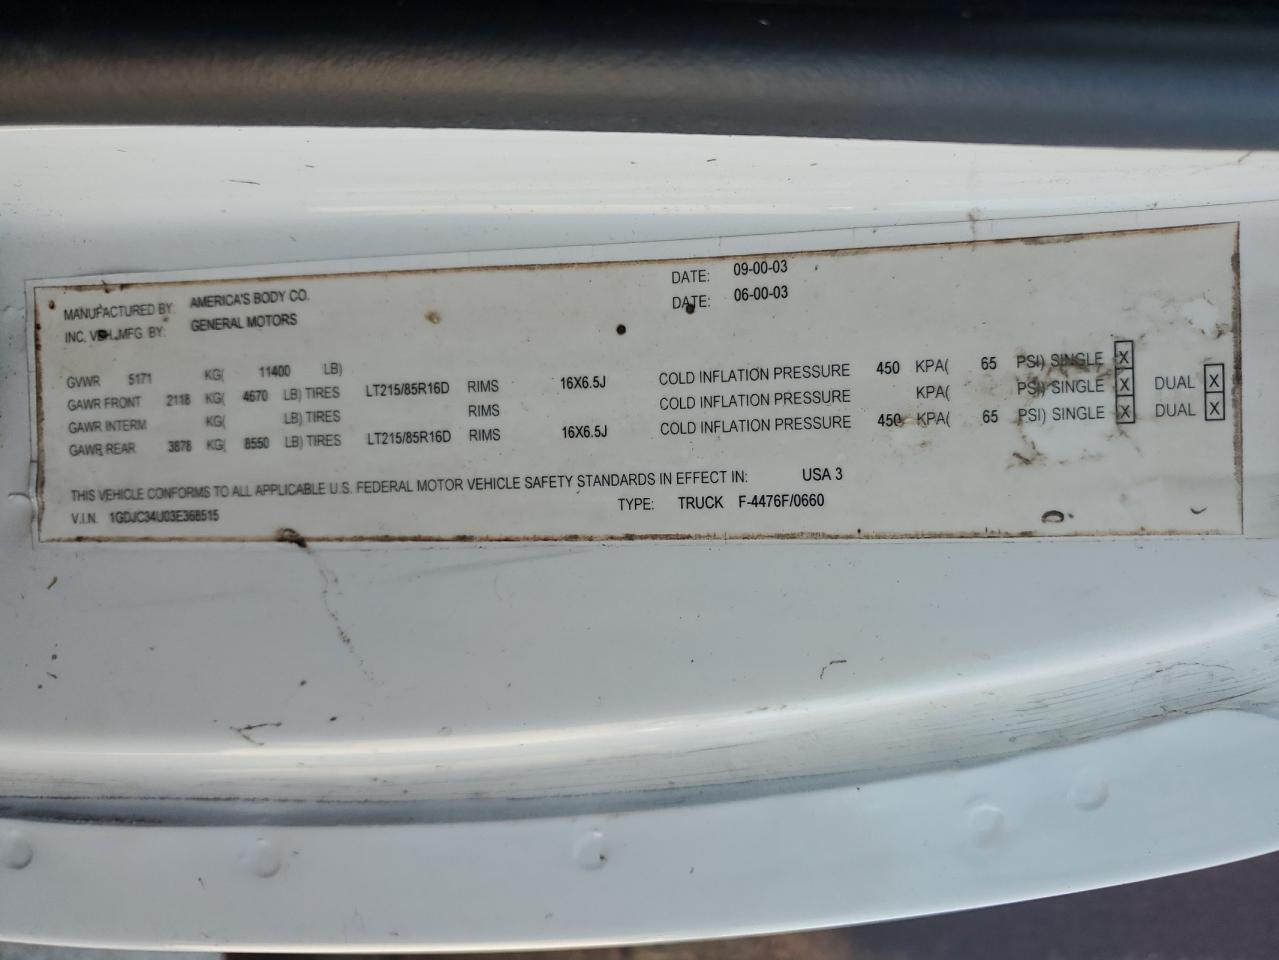 MANUFACTURED BY: AMERICA'S BODY CO. DATE: 09-00-03
INC. VEH. MFG BY: GENERAL MOTORS DATE: 06-00-03
GVWR 5171 KG( 11400 LB)
GAWR FRONT 2118 KG( 4670 LB) TIRES LT215/85R16D RIMS 16X6.5J COLD INFLATION PRESSURE 450 KPA( 65 PSI) SINGLE X
GAWR INTERM KG( LB) TIRES RIMS COLD INFLATION PRESSURE KPA( PSI) SINGLE X DUAL X
GAWR REAR 3878 KG( 8550 LB) TIRES LT215/85R16D RIMS 16X6.5J COLD INFLATION PRESSURE 450 KPA( 65 PSI) SINGLE X DUAL X
THIS VEHICLE CONFORMS TO ALL APPLICABLE U.S. FEDERAL MOTOR VEHICLE SAFETY STANDARDS IN EFFECT IN: USA 3
V.I.N. 1GDJC34U03E368515 TYPE: TRUCK F-4476F/0660